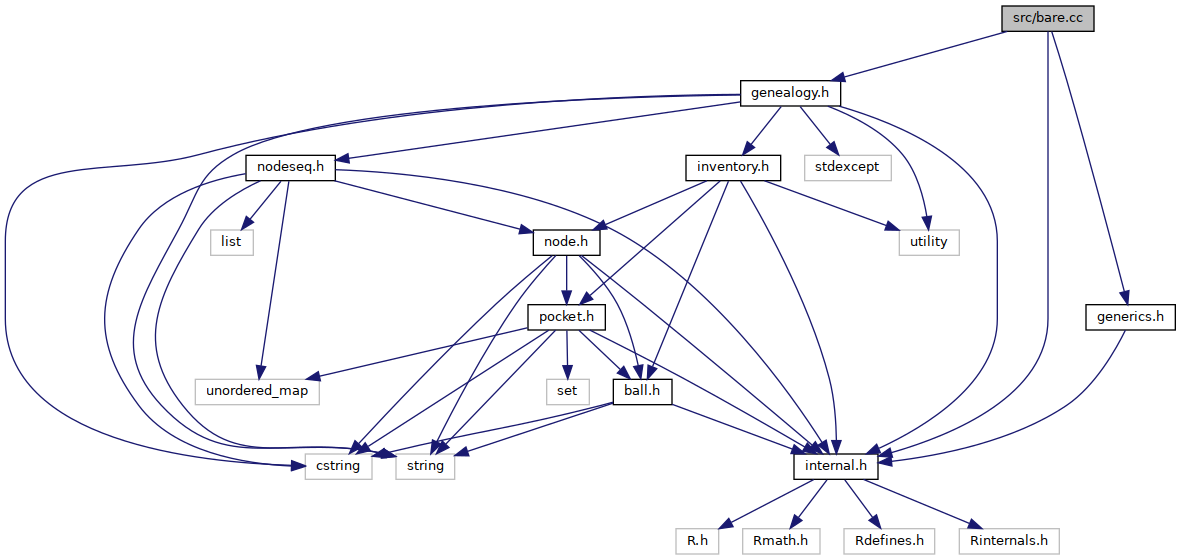 src/bare.cc
genealogy.h
nodeseq.h
inventory.h
stdexcept
list
node.h
utility
pocket.h
generics.h
unordered_map
set
ball.h
cstring
string
internal.h
R.h
Rmath.h
Rdefines.h
Rinternals.h